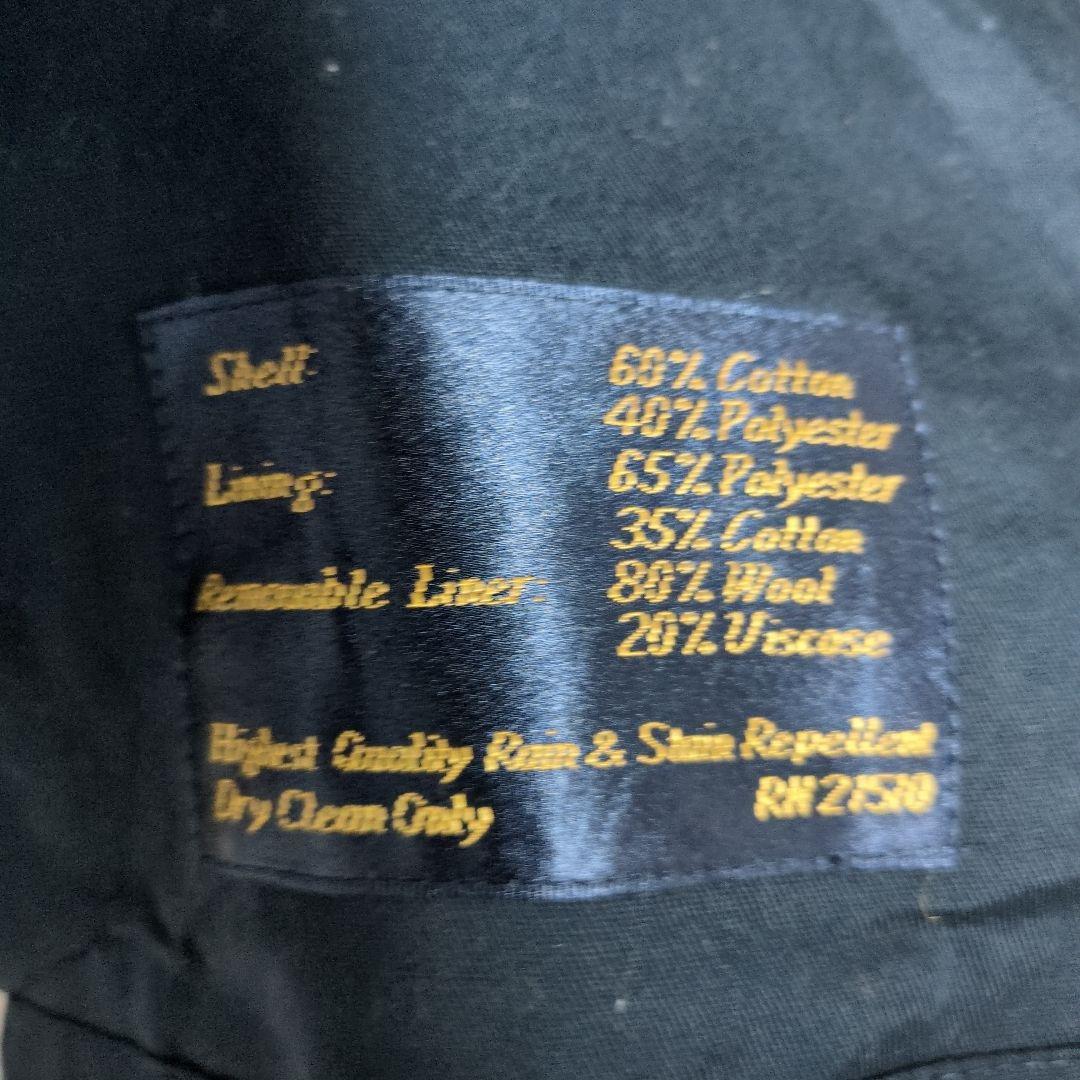 Shell: 60% Cotton
40% Polyester
Lining: 65% Polyester
35% Cotton
Removable Liner: 80% Wool
20% Viscose
Highest Quality Rain & Stain Repellent
Dry Clean Only RN